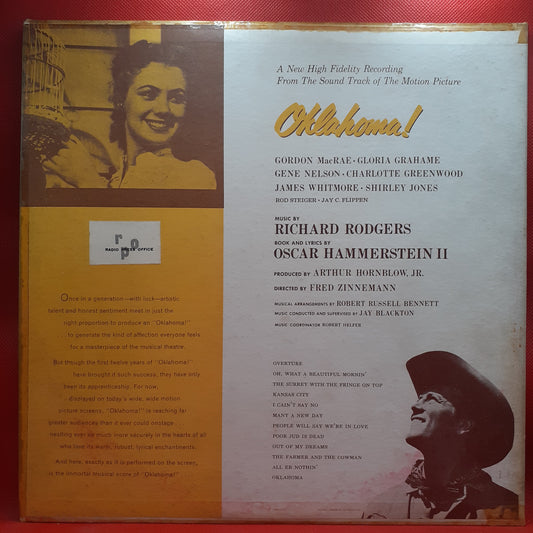 A New High Fidelity Recording
From The Sound Track of The Motion Picture
Oklahoma!
GORDON MacRAE · GLORIA GRAHAME
GENE NELSON · CHARLOTTE GREENWOOD
JAMES WHITMORE · SHIRLEY JONES
ROD STEIGER · JAY C. FLIPPEN
MUSIC BY
RICHARD RODGERS
BOOK AND LYRICS BY
OSCAR HAMMERSTEIN II
PRODUCED BY ARTHUR HORNBLOW, JR.
DIRECTED BY FRED ZINNEMANN
MUSICAL ARRANGEMENTS BY ROBERT RUSSELL BENNETT
MUSIC CONDUCTED AND SUPERVISED BY JAY BLACKTON
MUSIC COORDINATOR ROBERT HELFER
OVERTURE
OH, WHAT A BEAUTIFUL MORNIN'
THE SURREY WITH THE FRINGE ON TOP
KANSAS CITY
I CAIN'T SAY NO
MANY A NEW DAY
PEOPLE WILL SAY WE'RE IN LOVE
POOR JUD IS DEAD
OUT OF MY DREAMS
THE FARMER AND THE COWMAN
ALL ER NOTHIN'
OKLAHOMA
rpo
RADIO PRESS OFFICE
Once in a generation—with luck—artistic
talent and honest sentiment meet in just the
right proportion to produce an "Oklahoma!"
. . . to generate the kind of affection everyone feels
for a masterpiece of the musical theatre.
But though the first twelve years of "Oklahoma!"
have brought it such success, they have only
been its apprenticeship. For now,
displayed on today's wide, wide motion
picture screens, "Oklahoma!" is reaching far
greater audiences than it ever could onstage
nestling ever so much more securely in the hearts of all
who love its warm, robust, lyrical enchantments.
And here, exactly as it is performed on the screen,
is the immortal musical score of "Oklahoma!" . . .